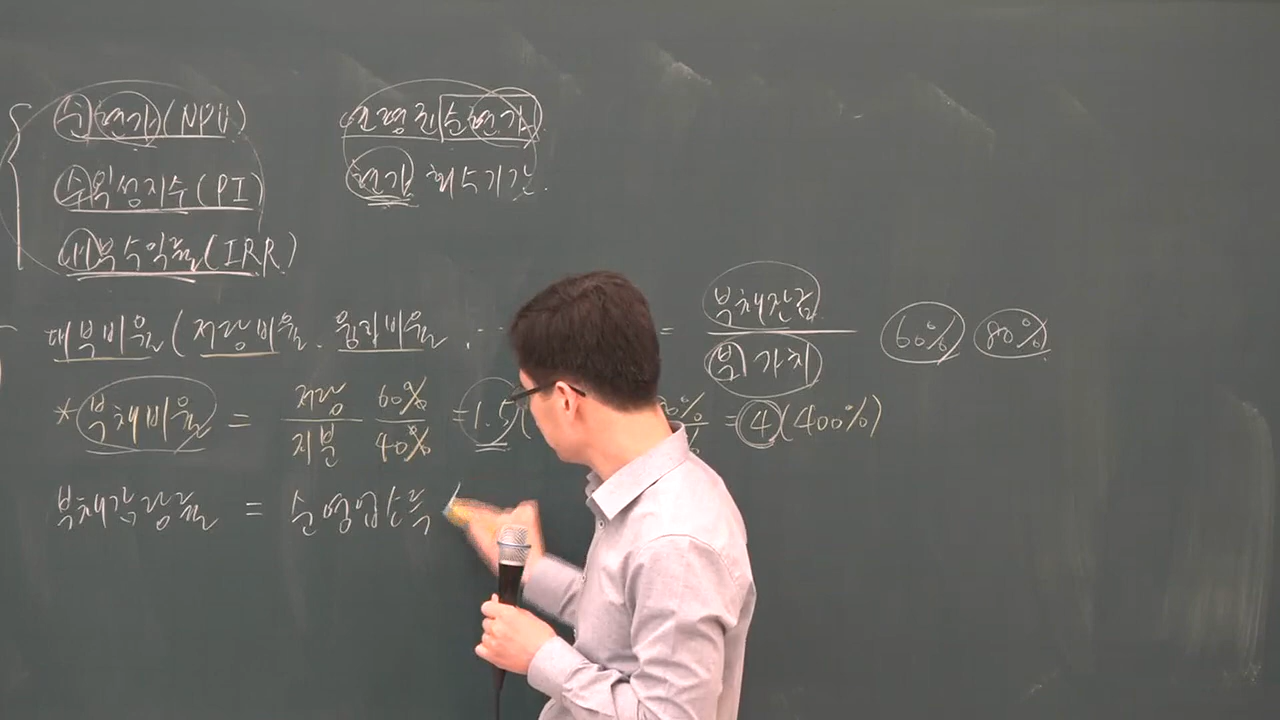 순현가(NPV)
수익성지수(PI)
내부수익률(IRR)
연평균순현가.
현가 회수기간.
대부비율(저당비율. 융자비율. = 부채잔금 / 부 가치 60% 80%
* 부채비율 = 저당 / 지분 60% / 40% = 1.5( % = 4 (400%)
부채감당률 = 순영업소득